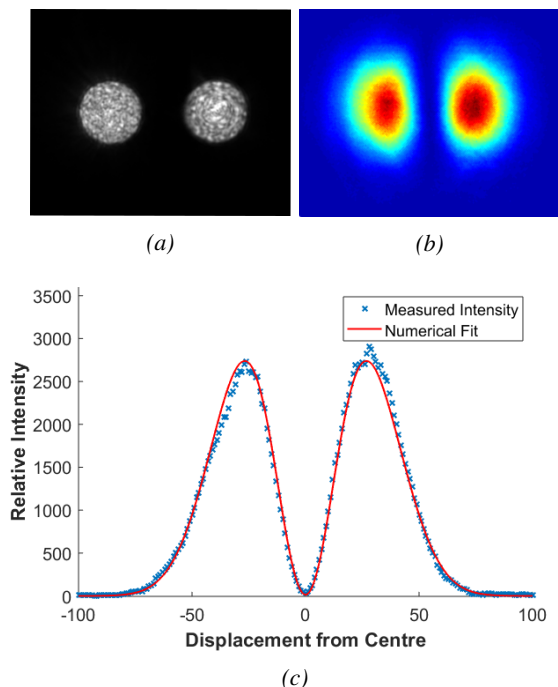 (a)
(b)
3500
3000
2500
2000
1500
1000
500
0
Relative Intensity
Measured Intensity
Numerical Fit
-100
-50
0
50
100
Displacement from Centre
(c)